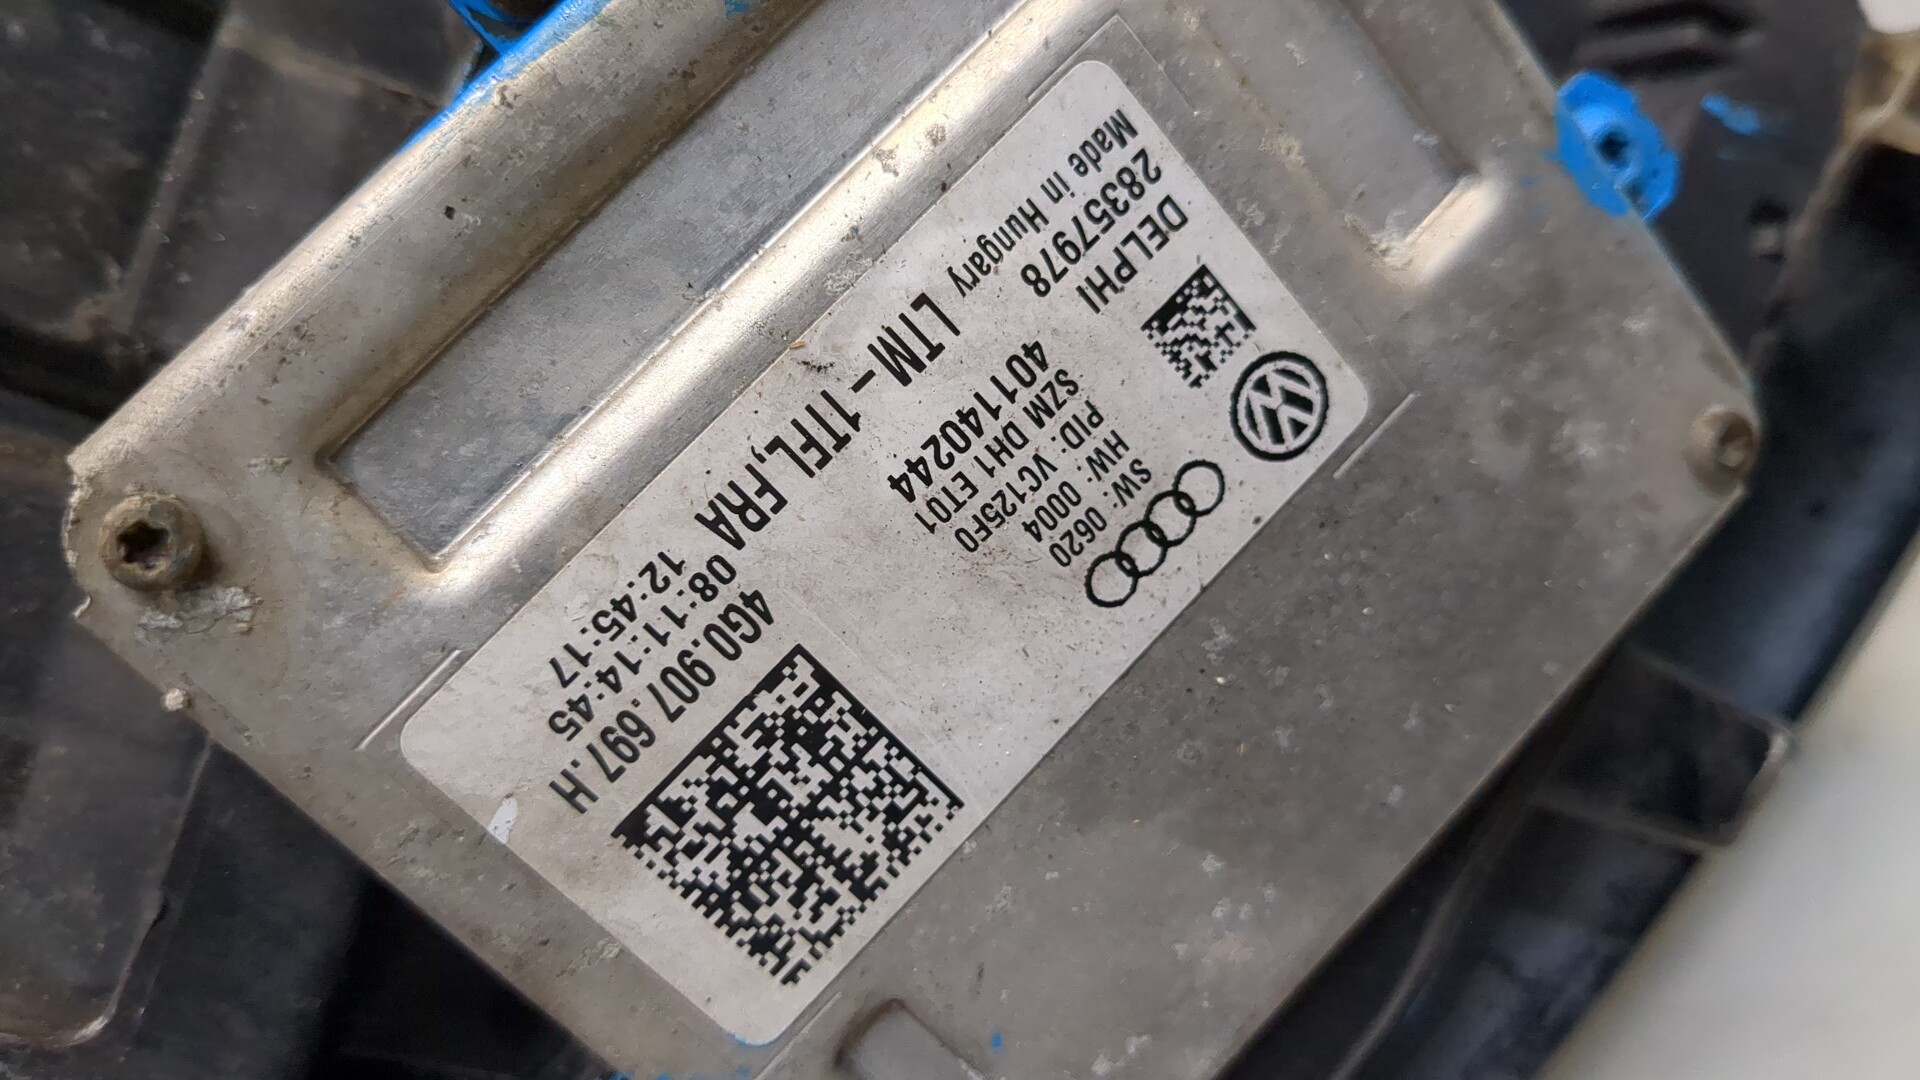 DELPHI
28357978
Made in Hungary
SW: 0620
HW: 0004
PID: VC125F0
SZM DH1 ET01
401140244
LTM - 1TFL,FRA
4G0.907.697.H
08:11:14:45
12:45:17